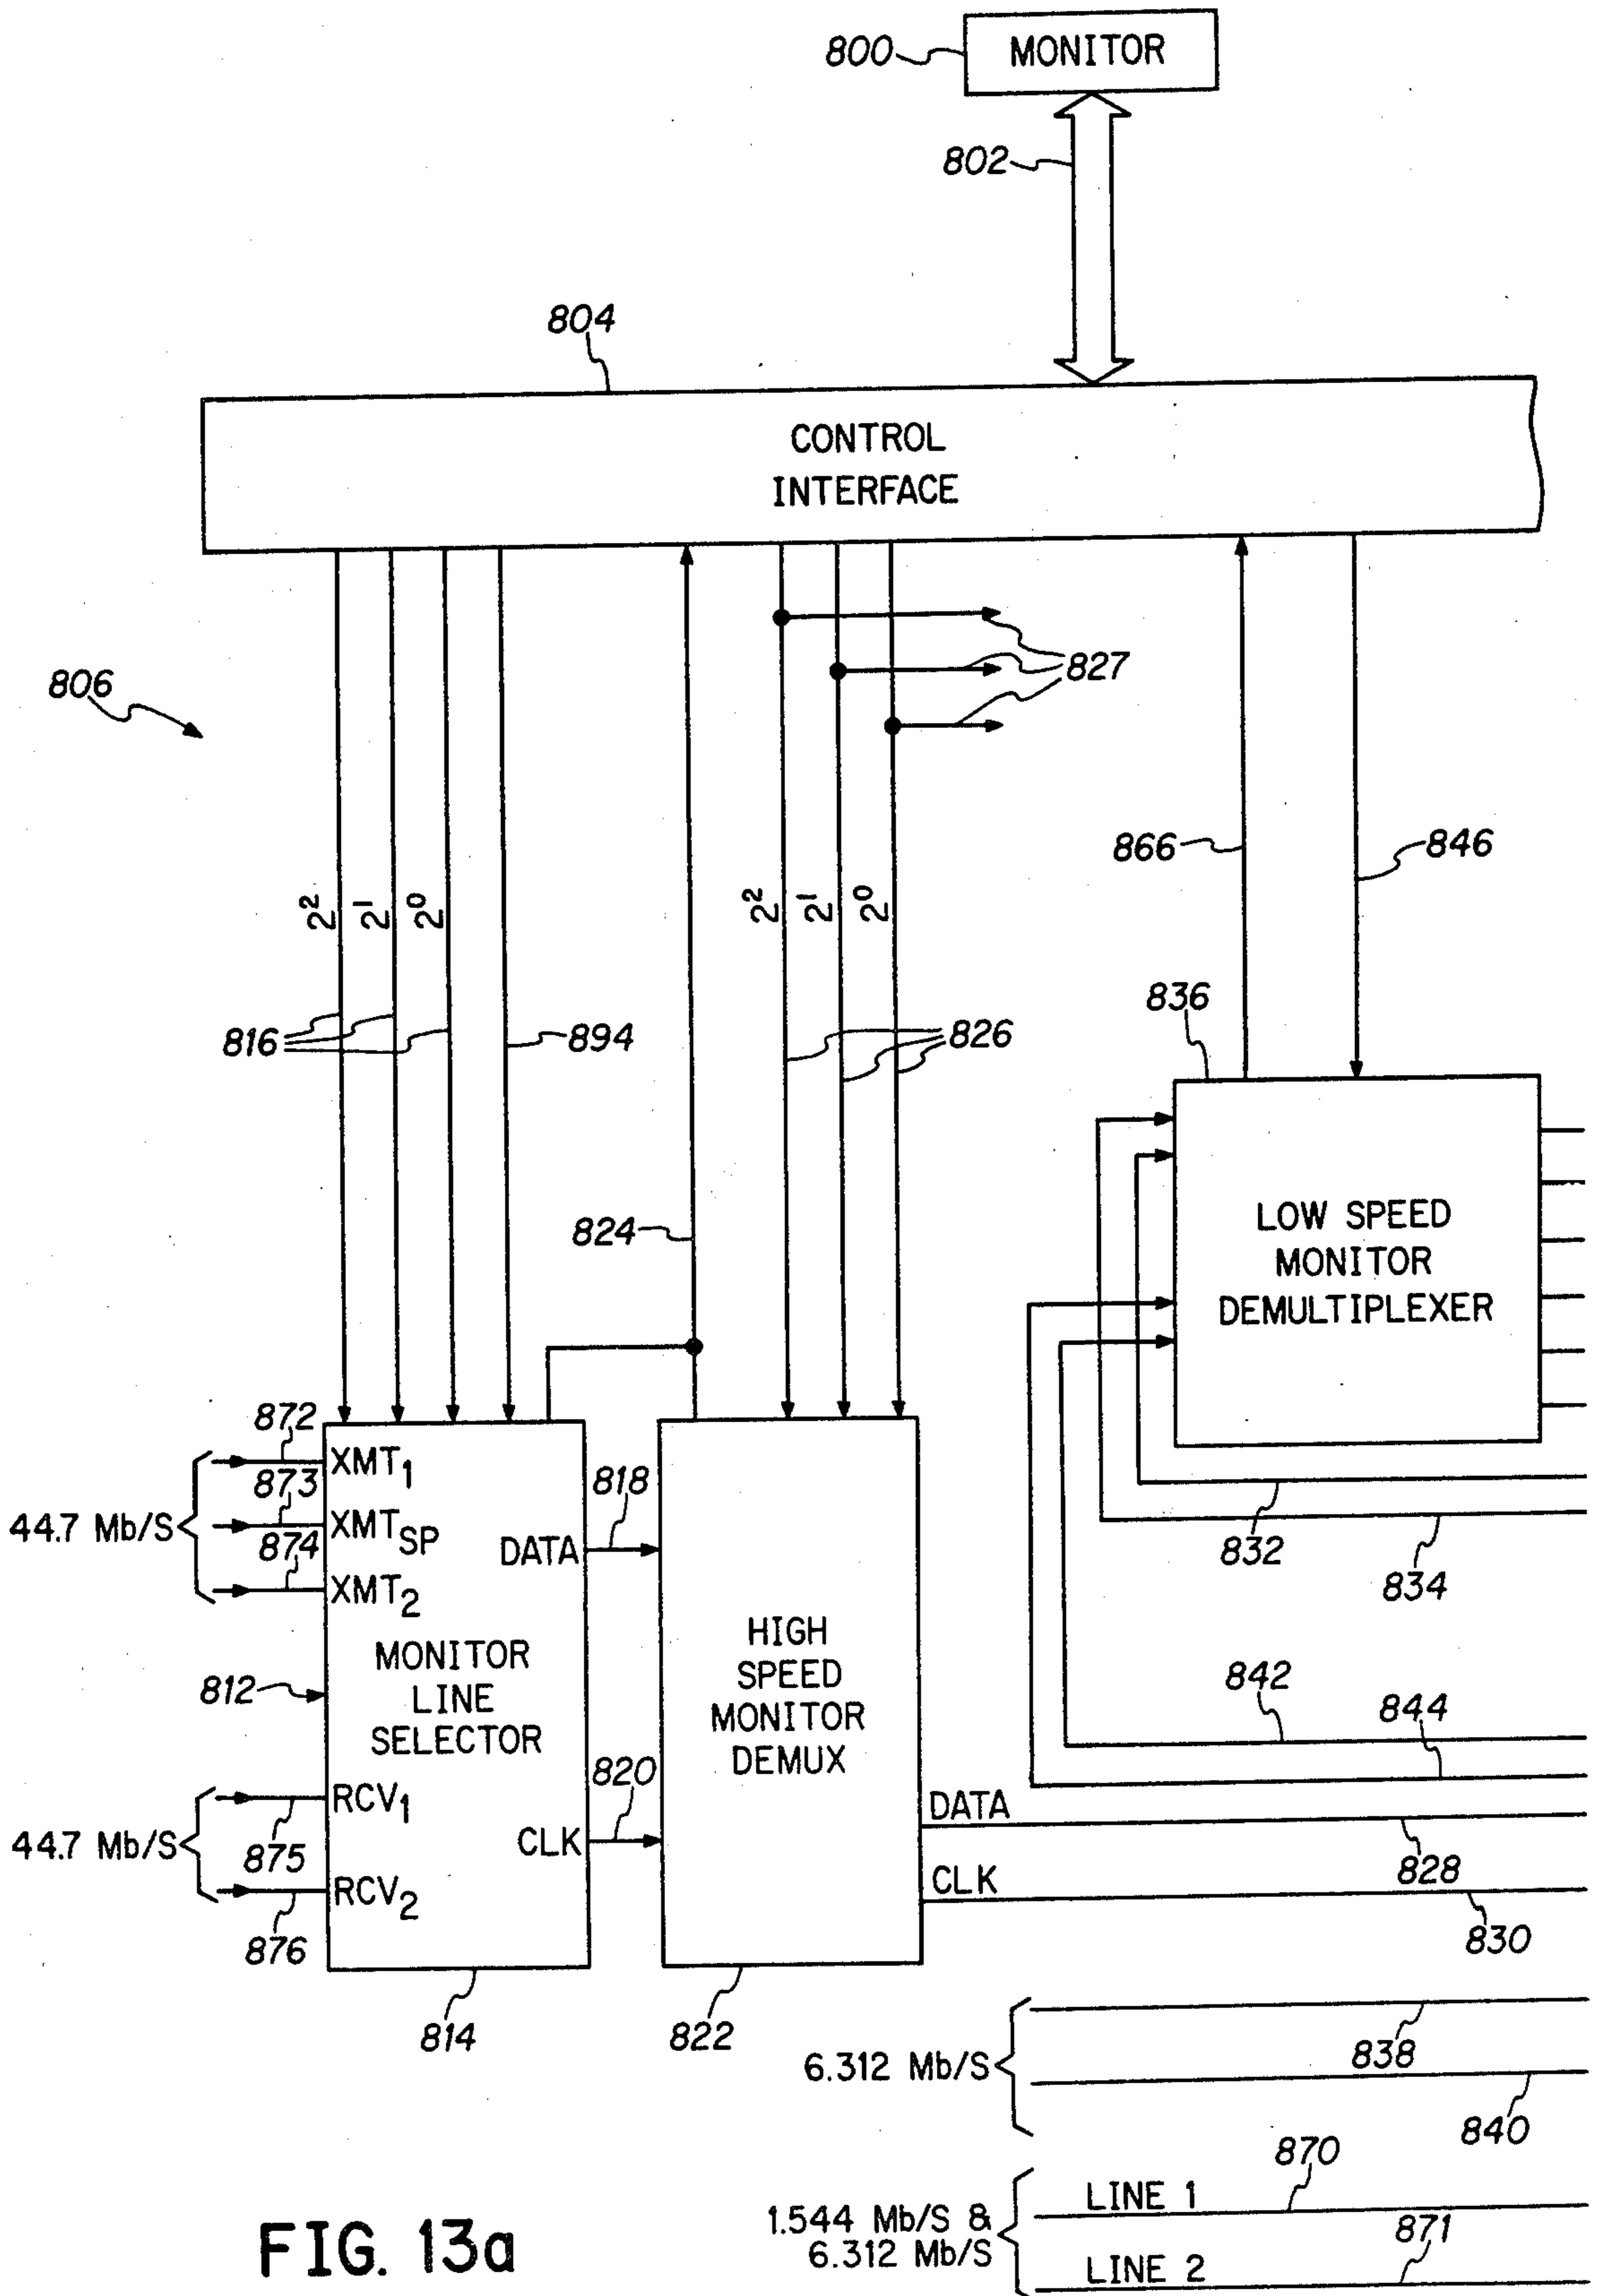 800
MONITOR
802
804
CONTROL
INTERFACE
827
806
866
846
2² 2¹ 2⁰
2² 2¹ 2⁰
836
816
894
826
LOW SPEED
MONITOR
DEMULTIPLEXER
824
872
XMT₁
873
818
44.7 Mb/S
XMT_SP
874
DATA
832
834
XMT₂
HIGH
SPEED
MONITOR
DEMUX
MONITOR
LINE
SELECTOR
812
842
844
820
RCV₁
DATA
44.7 Mb/S
875
CLK
828
RCV₂
CLK
876
830
814
822
6.312 Mb/S
838
840
870
1.544 Mb/S &
6.312 Mb/S
LINE 1
871
LINE 2
FIG. 13a